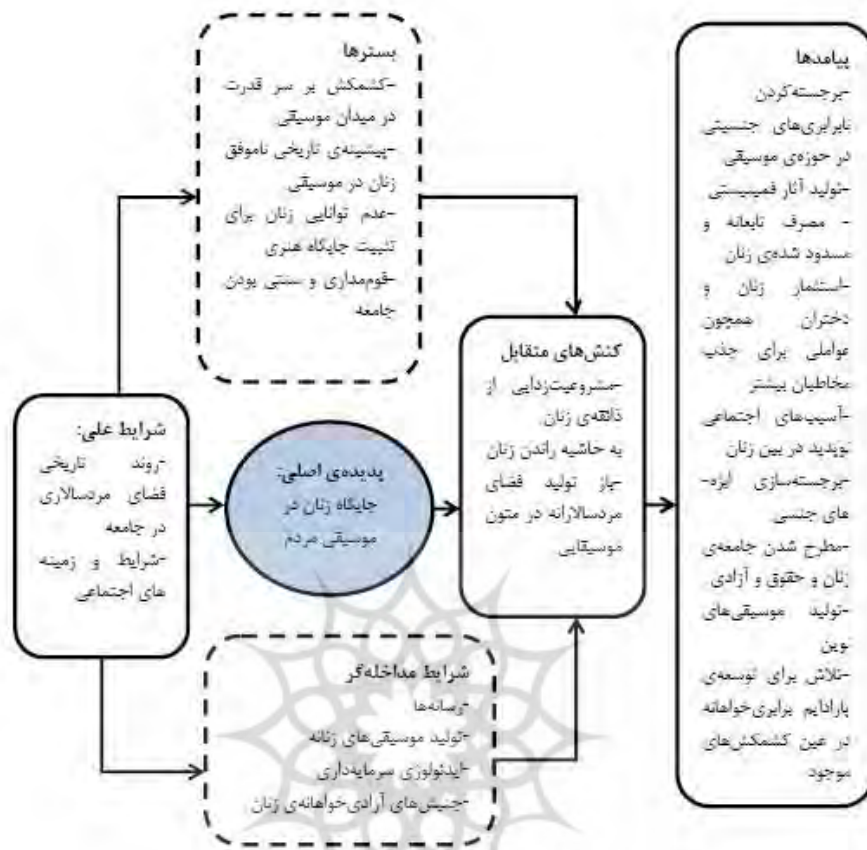 شرایط علی:
-روند تاریخی
فضای مردسالاری
در جامعه
-شرایط و زمینه
های اجتماعی
بسترها
-کشمکش بر سر قدرت
در میدان موسیقی
-پیشینه‌ی تاریخی ناموفق
زنان در موسیقی
-عدم توانایی زنان برای
تثبیت جایگاه هنری
-قوم‌مداری و سنتی بودن
جامعه
پدیده‌ی اصلی:
جایگاه زنان در
موسیقی مردم
شرایط مداخله‌گر
-رسانه‌ها
-تولید موسیقی‌های زنانه
-ایدئولوژی سرمایه‌داری
-جنبش‌های آزادی‌خواهانه‌ی زنان
کنش‌های متقابل
-مشروعیت‌زدایی از
ذائقه‌ی زنان
به حاشیه راندن زنان
-باز تولید فضای
مردسالارانه در متون
موسیقایی
پیامدها
-برجسته‌کردن
نابرابری‌های جنسیتی
در حوزه‌ی موسیقی
-تولید آثار فمینیستی
- مصرف تابعانه و
مسدود شده‌ی زنان
-استثمار زنان و
دختران همچون
عواملی برای جذب
مخاطبان بیشتر
-آسیب‌های اجتماعی
نوپدید در بین زنان
-برجسته‌سازی ابژه-
های جنسی
-مطرح شدن جامعه‌ی
زنان و حقوق و آزادی
-تولید موسیقی‌های
نوین
-تلاش برای توسعه‌ی
پارادایم برابری‌خواهانه
در عین کشمکش‌های
موجود